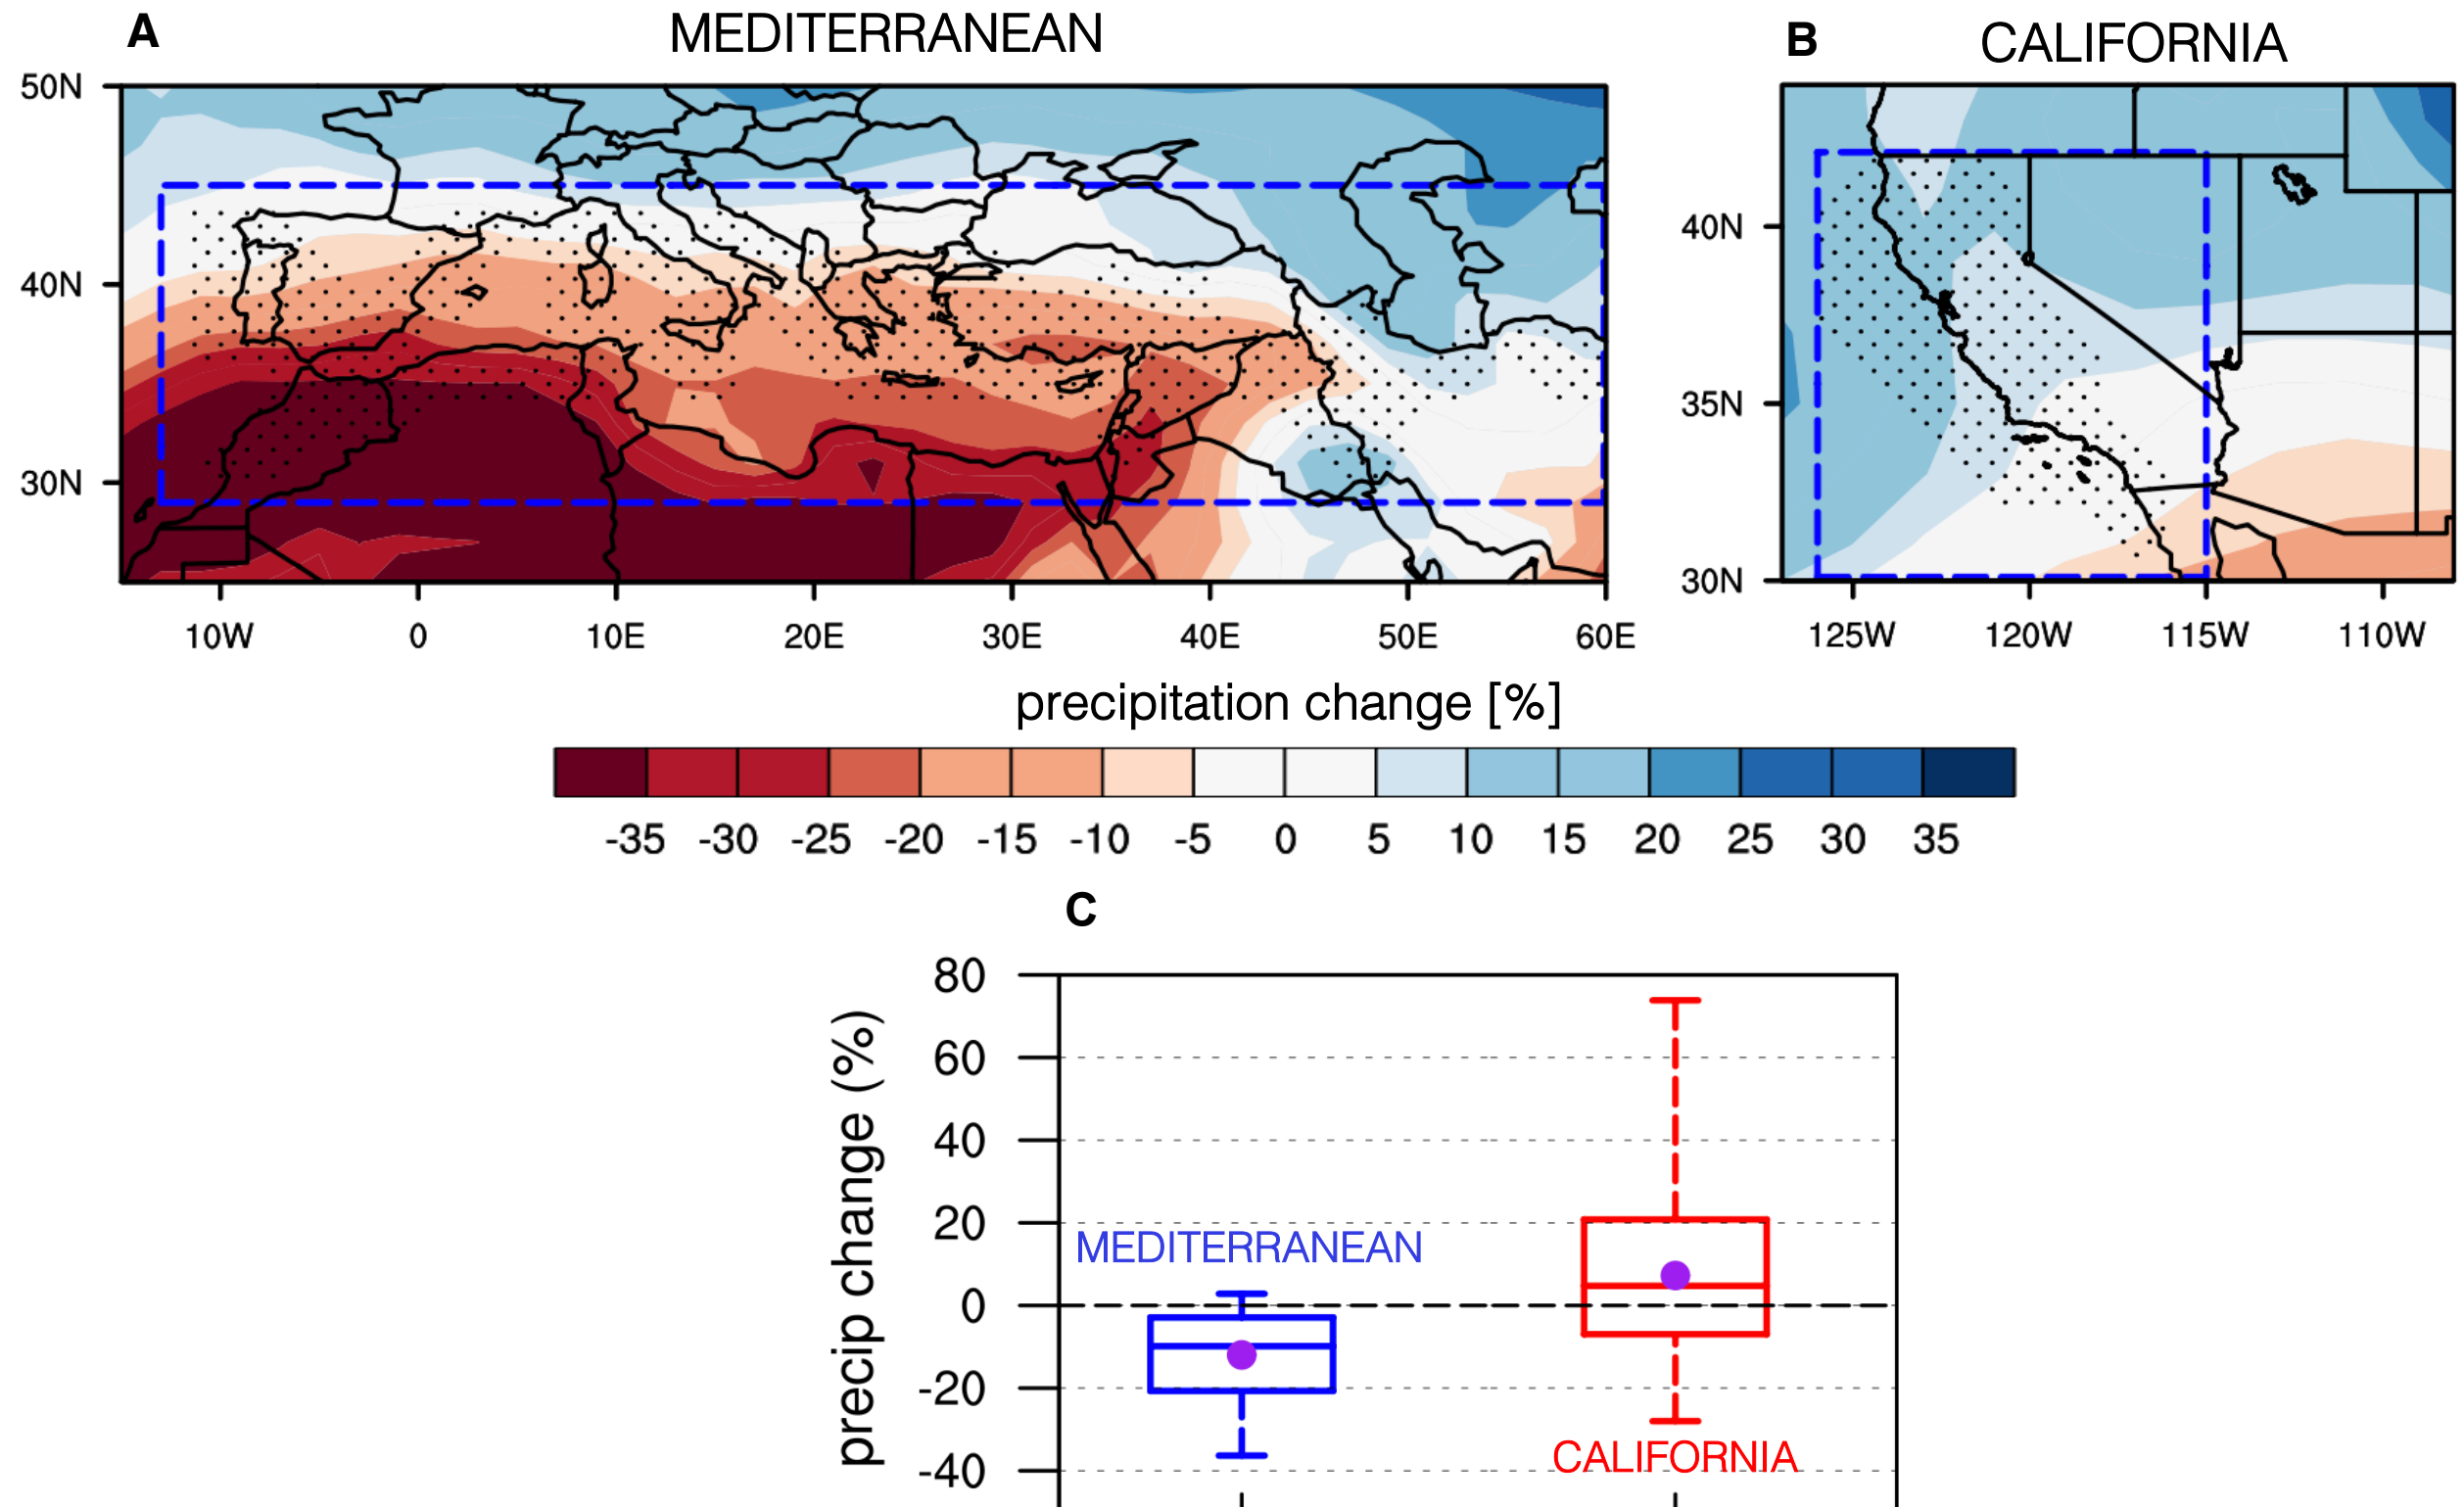 A MEDITERRANEAN
B CALIFORNIA
50N
40N
30N
10W 0 10E 20E 30E 40E 50E 60E
40N
35N
30N
125W 120W 115W 110W
precipitation change [%]
-35 -30 -25 -20 -15 -10 -5 0 5 10 15 20 25 30 35
C
precip change (%)
80
60
40
20
0
-20
-40
MEDITERRANEAN
CALIFORNIA